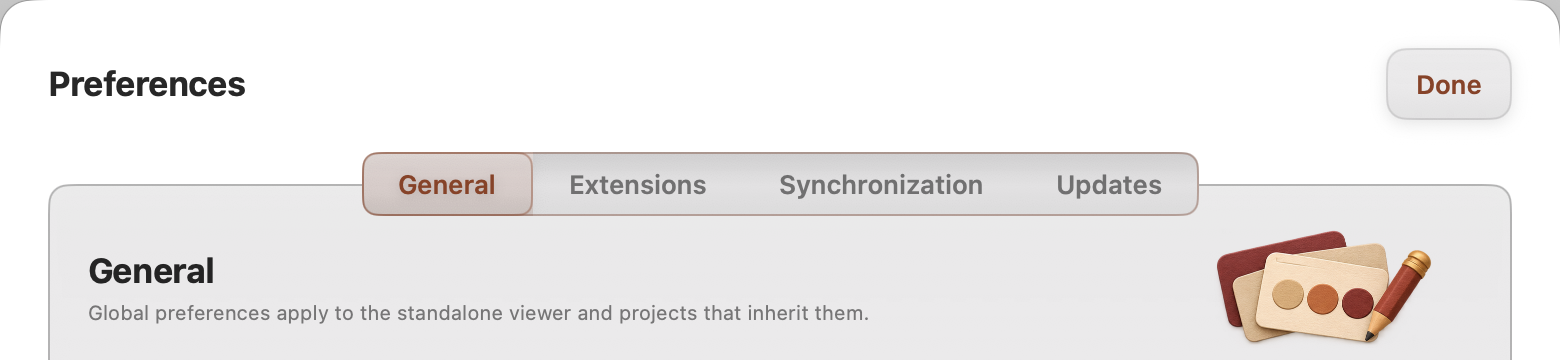 Preferences
Done
General Extensions Synchronization Updates
General
Global preferences apply to the standalone viewer and projects that inherit them.